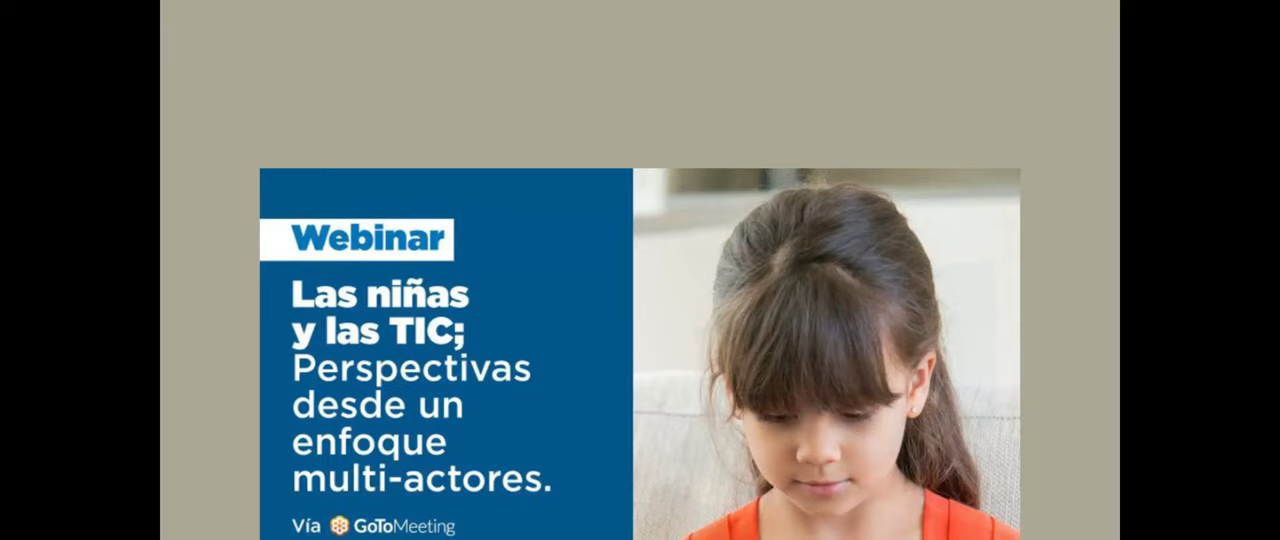 Webinar
Las niñas
y las TIC;
Perspectivas
desde un
enfoque
multi-actores.
Vía GoToMeeting